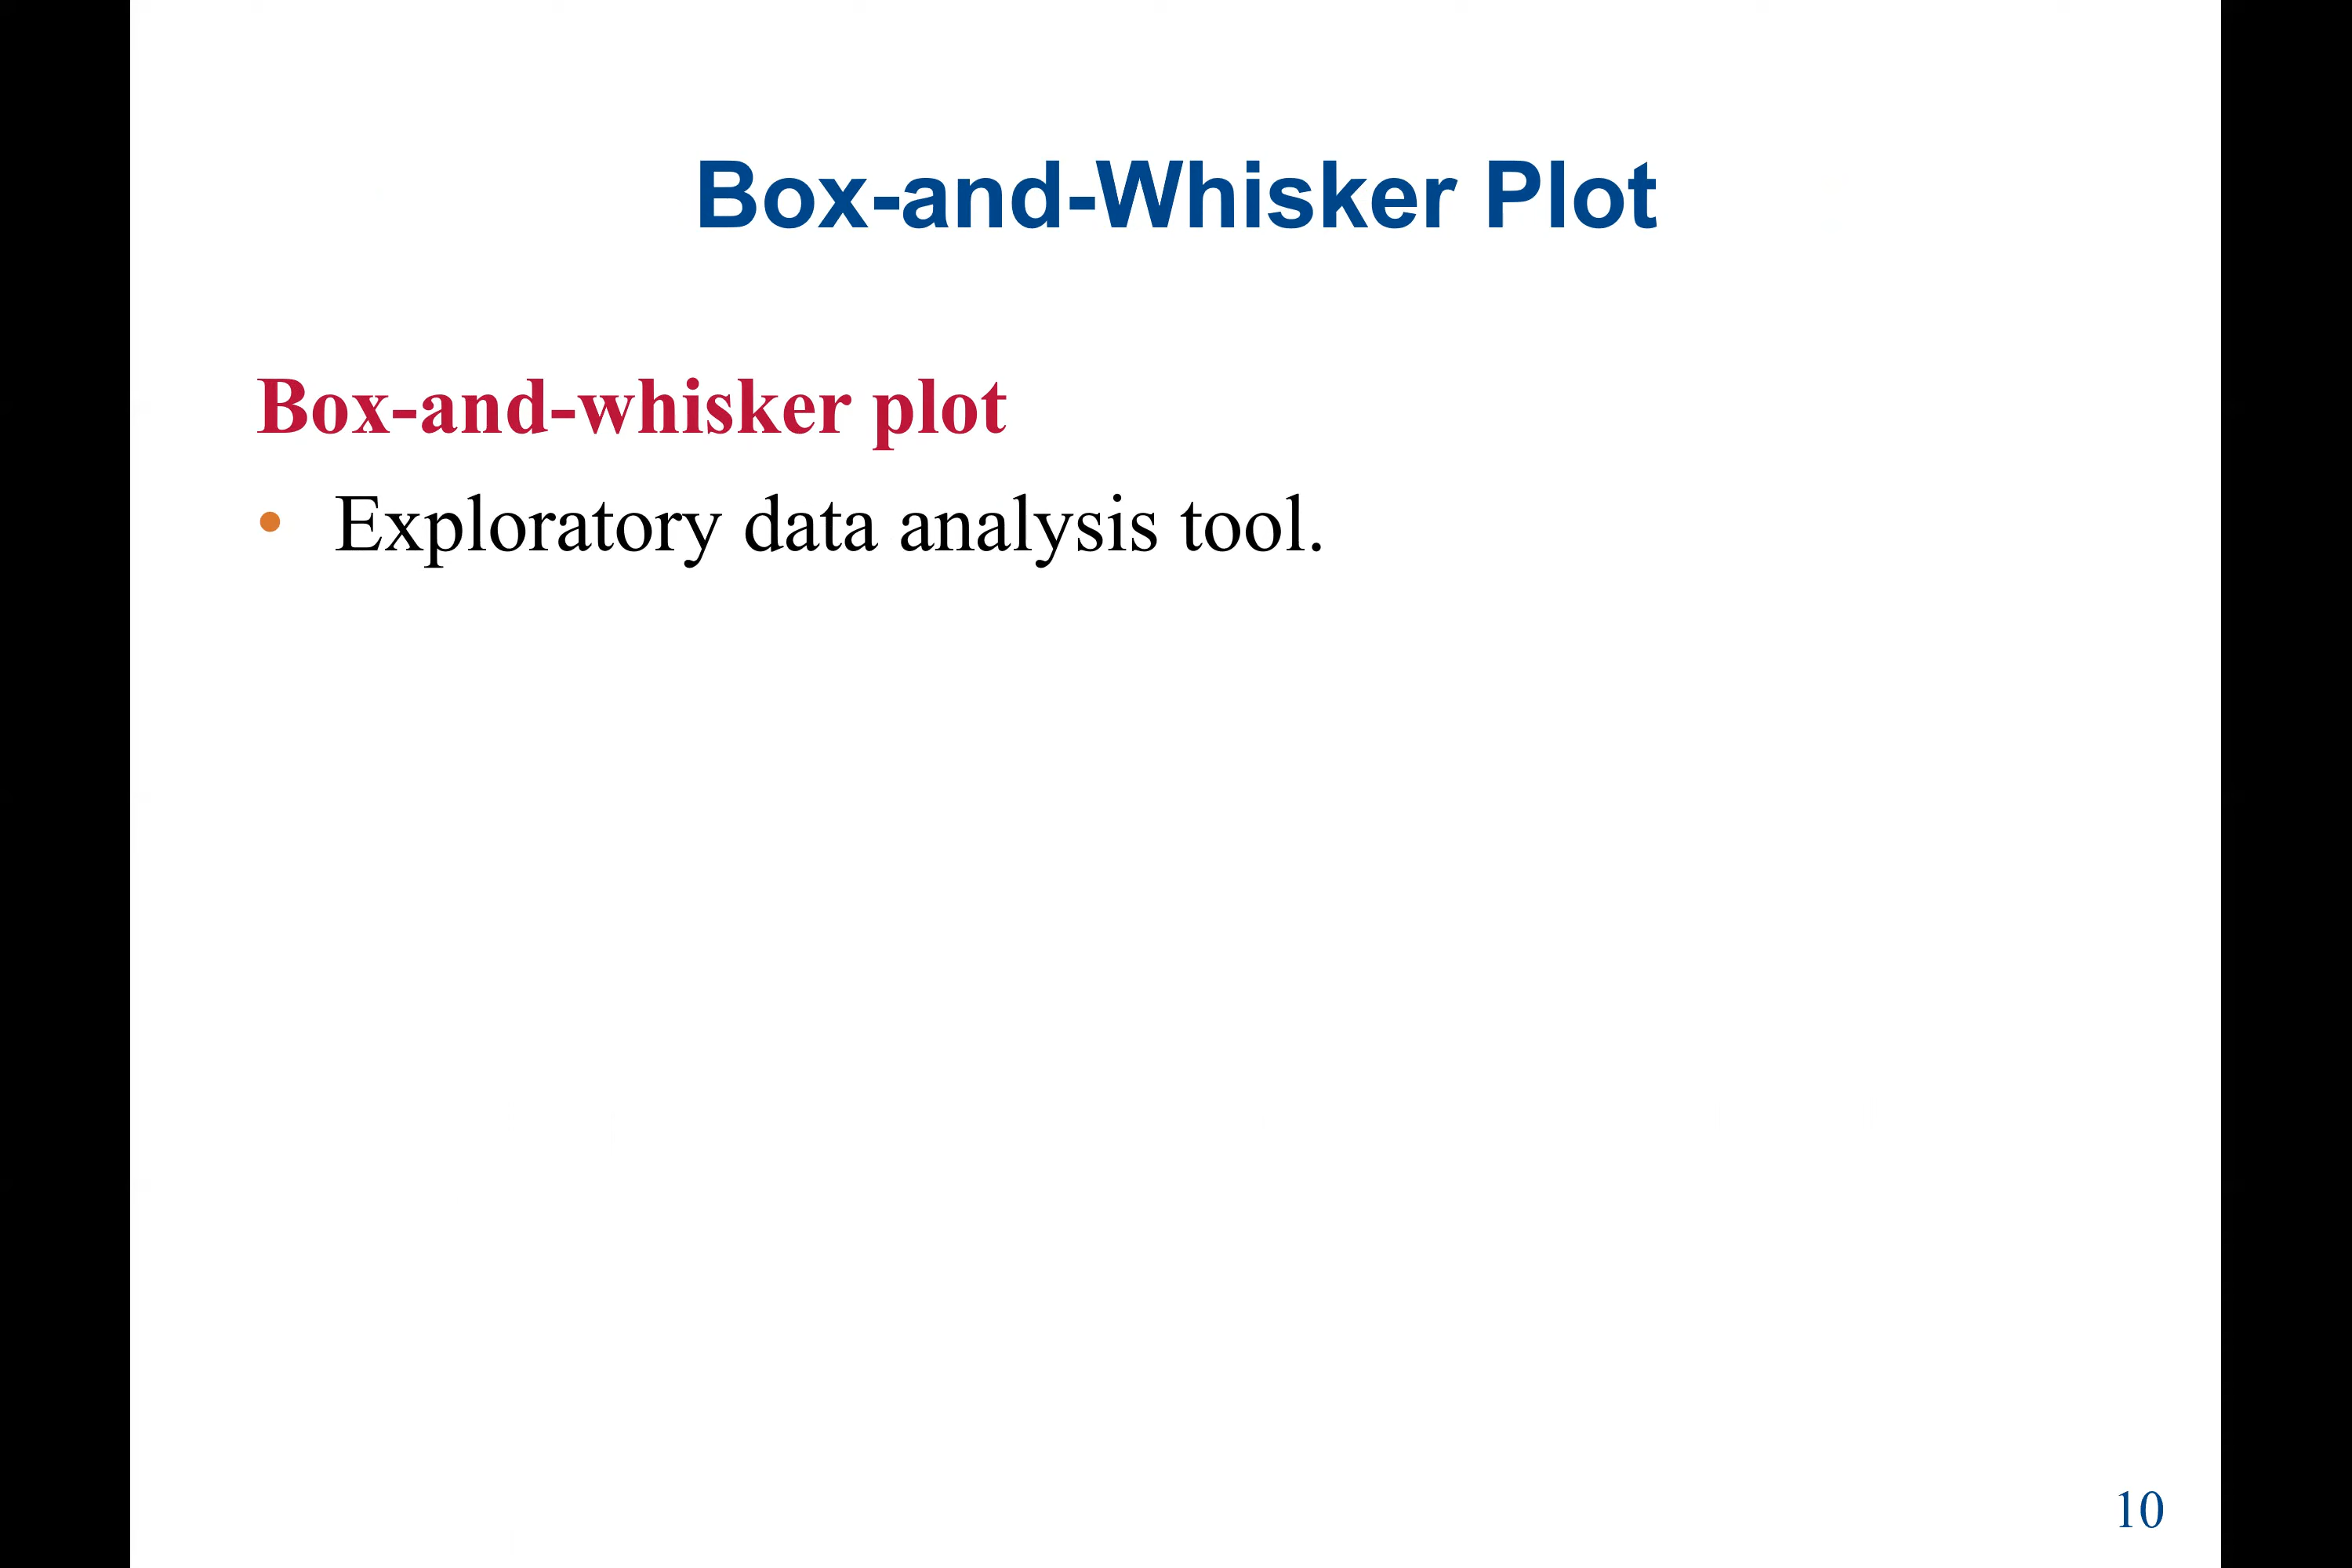 Box-and-Whisker Plot
Box-and-whisker plot
• Exploratory data analysis tool.
10